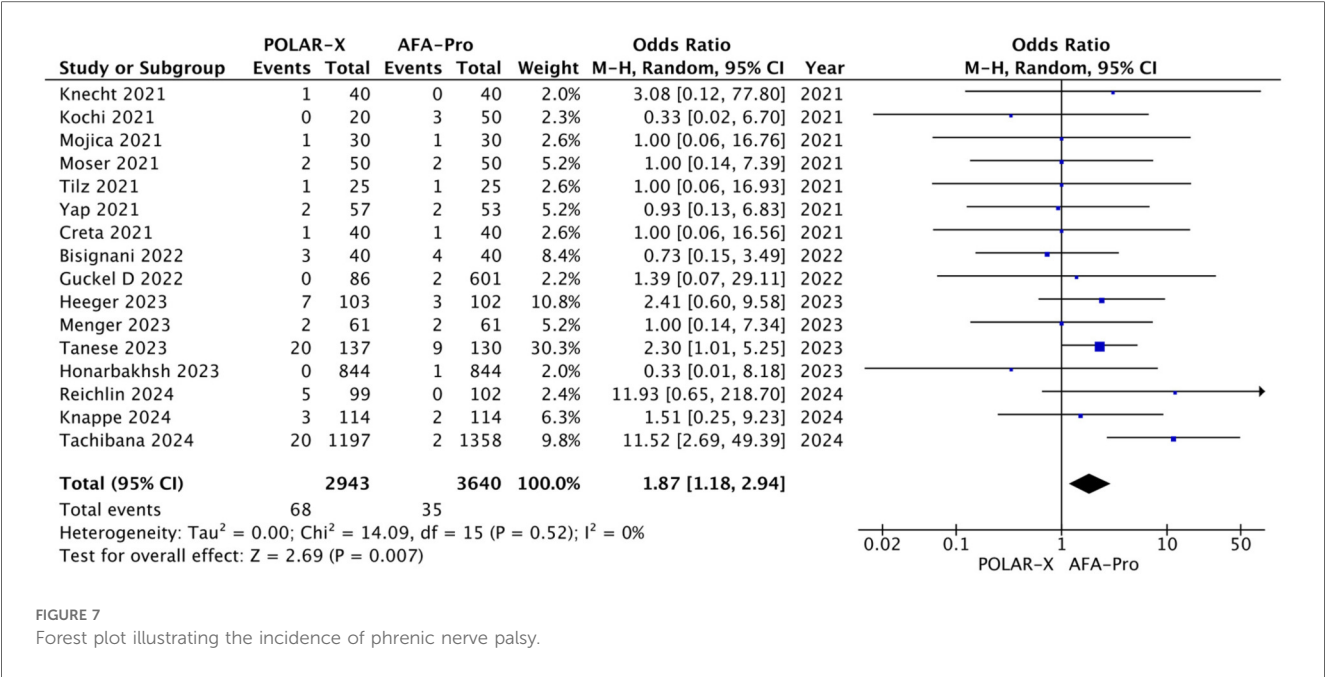 POLAR-X AFA-Pro Odds Ratio Odds Ratio
Study or Subgroup Events Total Events Total Weight M-H, Random, 95% CI Year M-H, Random, 95% CI
Knecht 2021 1 40 0 40 2.0% 3.08 [0.12, 77.80] 2021
Kochi 2021 0 20 3 50 2.3% 0.33 [0.02, 6.70] 2021
Mojica 2021 1 30 1 30 2.6% 1.00 [0.06, 16.76] 2021
Moser 2021 2 50 2 50 5.2% 1.00 [0.14, 7.39] 2021
Tilz 2021 1 25 1 25 2.6% 1.00 [0.06, 16.93] 2021
Yap 2021 2 57 2 53 5.2% 0.93 [0.13, 6.83] 2021
Creta 2021 1 40 1 40 2.6% 1.00 [0.06, 16.56] 2021
Bisignani 2022 3 40 4 40 8.4% 0.73 [0.15, 3.49] 2022
Guckel D 2022 0 86 2 601 2.2% 1.39 [0.07, 29.11] 2022
Heeger 2023 7 103 3 102 10.8% 2.41 [0.60, 9.58] 2023
Menger 2023 2 61 2 61 5.2% 1.00 [0.14, 7.34] 2023
Tanese 2023 20 137 9 130 30.3% 2.30 [1.01, 5.25] 2023
Honarbakhsh 2023 0 844 1 844 2.0% 0.33 [0.01, 8.18] 2023
Reichlin 2024 5 99 0 102 2.4% 11.93 [0.65, 218.70] 2024
Knappe 2024 3 114 2 114 6.3% 1.51 [0.25, 9.23] 2024
Tachibana 2024 20 1197 2 1358 9.8% 11.52 [2.69, 49.39] 2024
Total (95% CI) 2943 3640 100.0% 1.87 [1.18, 2.94]
Total events 68 35
Heterogeneity: Tau² = 0.00; Chi² = 14.09, df = 15 (P = 0.52); I² = 0%
Test for overall effect: Z = 2.69 (P = 0.007)
0.02 0.1 1 10 50
POLAR-X AFA-Pro
FIGURE 7
Forest plot illustrating the incidence of phrenic nerve palsy.